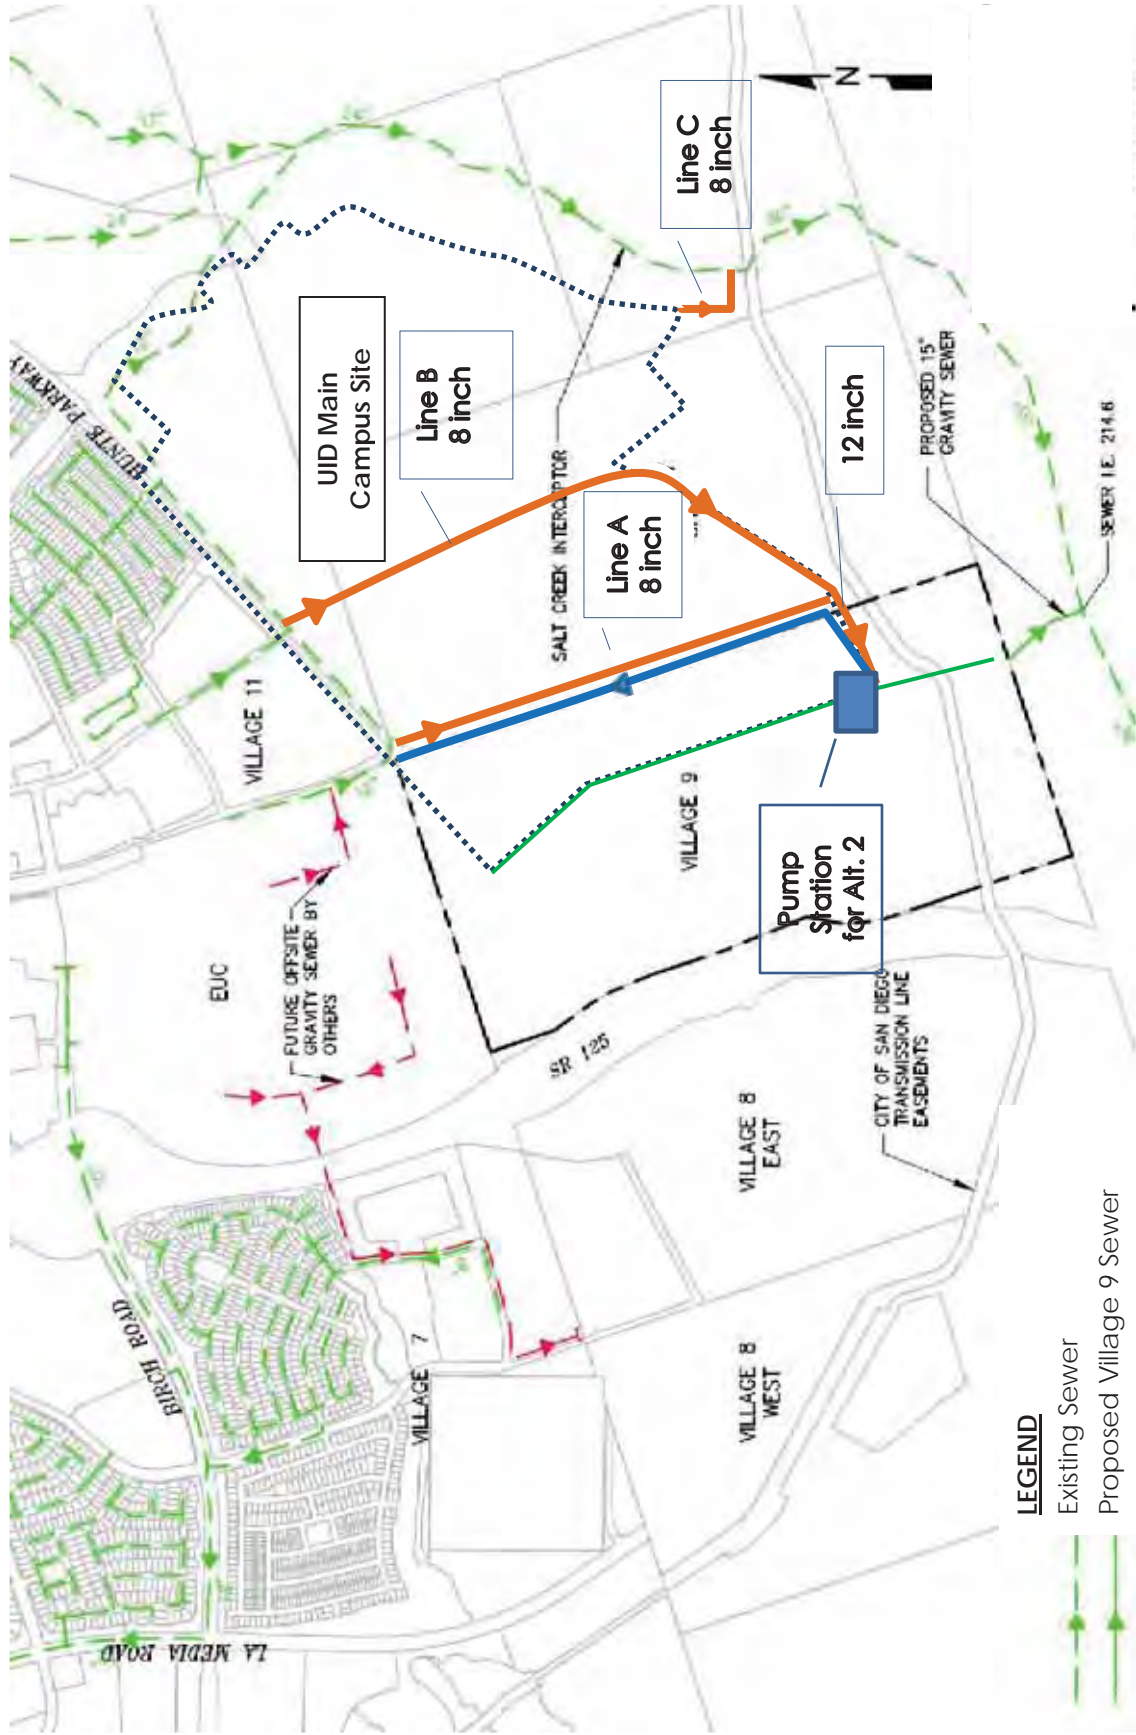 HUNTE PARKWAY
UID Main
Campus Site
Line B
8 inch
Line C
8 inch
N
SALT CREEK INTERCEPTOR
Line A
8 inch
12 inch
PROPOSED 15"
GRAVITY SEWER
SEWER I.E. 214.6
VILLAGE 11
VILLAGE 9
Pump
Station
for Alt. 2
EUC
FUTURE OFFSITE
GRAVITY SEWER BY
OTHERS
SR 125
CITY OF SAN DIEGO
TRANSMISSION LINE
EASEMENTS
VILLAGE 8
EAST
VILLAGE 8
WEST
VILLAGE 7
BIRCH ROAD
LA MEDIA ROAD
LEGEND
Existing Sewer
Proposed Village 9 Sewer